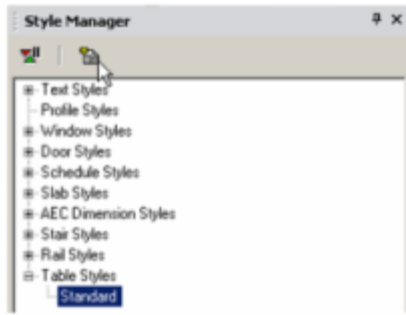 Style Manager
Text Styles
Profile Styles
Window Styles
Door Styles
Schedule Styles
Slab Styles
AEC Dimension Styles
Stair Styles
Rail Styles
Table Styles
Standard